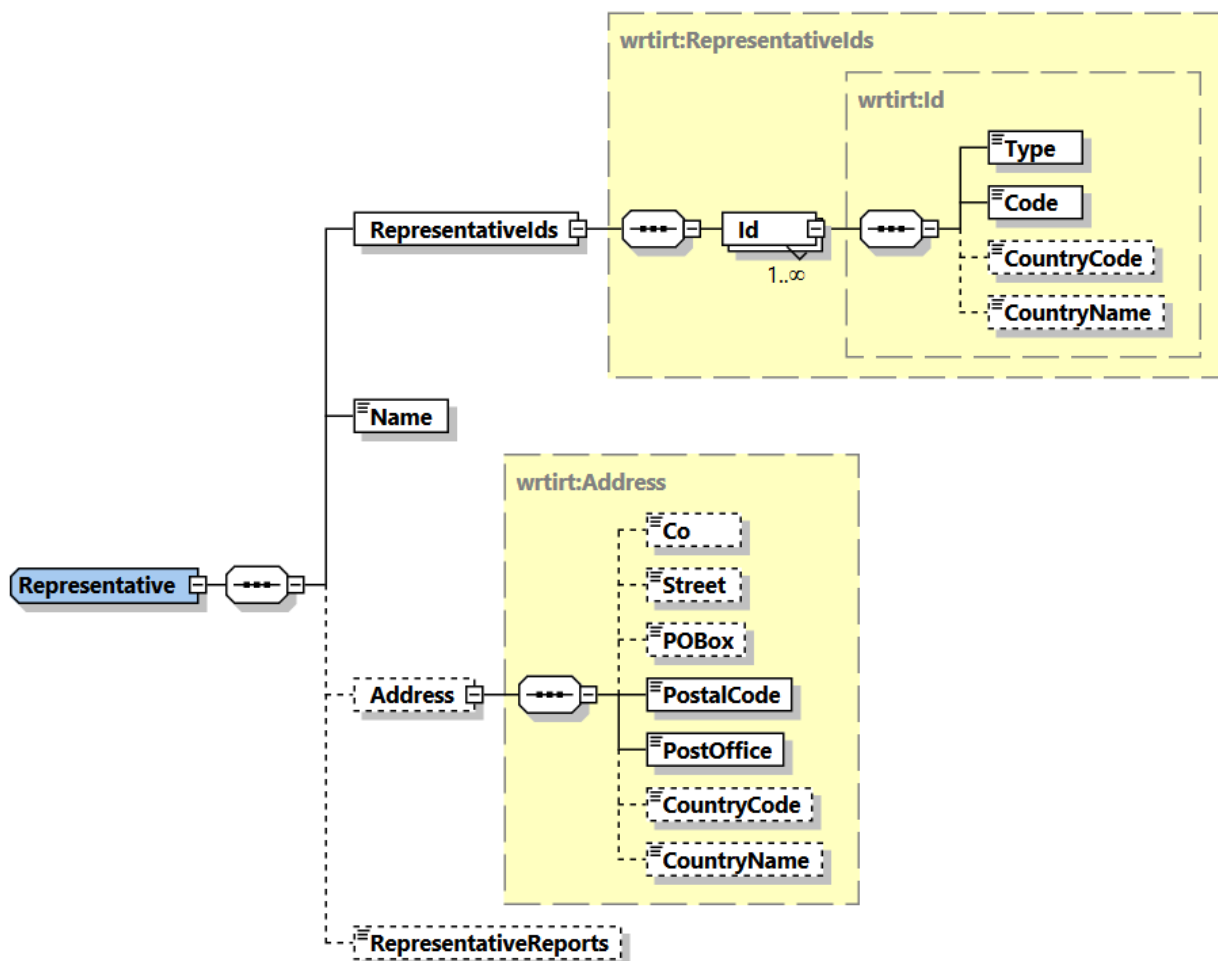 wrtirt:RepresentativeIds
wrtirt:Id
Type
Code
RepresentativeIds
Id
CountryCode
1..∞
CountryName
Name
wrtirt:Address
Co
Street
Representative
POBox
Address
PostalCode
PostOffice
CountryCode
CountryName
RepresentativeReports